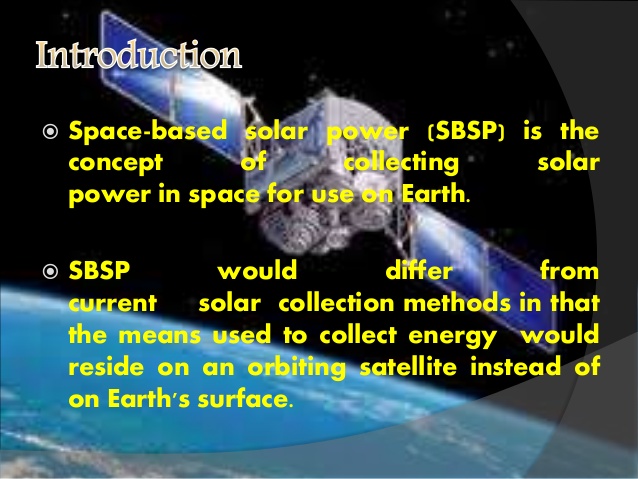 Introduction
Space-based solar power (SBSP) is the
concept of collecting solar
power in space for use on Earth.
SBSP would differ from
current solar collection methods in that
the means used to collect energy would
reside on an orbiting satellite instead of
on Earth's surface.